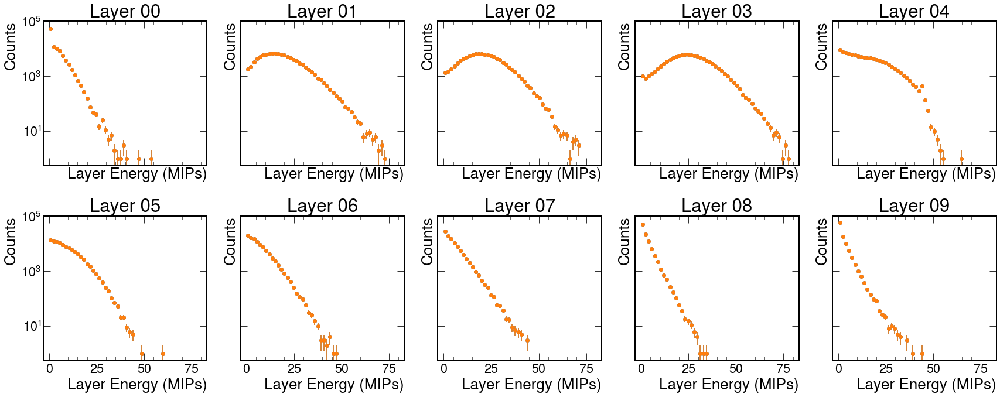 Layer 00 Layer 01 Layer 02 Layer 03 Layer 04
Counts Counts Counts Counts Counts
10^5
10^3
10^1
Layer Energy (MIPs) Layer Energy (MIPs) Layer Energy (MIPs) Layer Energy (MIPs) Layer Energy (MIPs)
Layer 05 Layer 06 Layer 07 Layer 08 Layer 09
Counts Counts Counts Counts Counts
10^5
10^3
10^1
0 25 50 75 0 25 50 75 0 25 50 75 0 25 50 75 0 25 50 75
Layer Energy (MIPs) Layer Energy (MIPs) Layer Energy (MIPs) Layer Energy (MIPs) Layer Energy (MIPs)